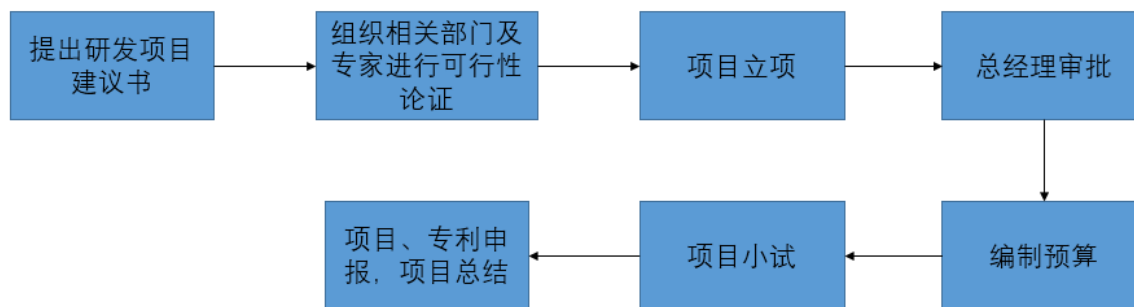 提出研发项目
建议书
组织相关部门及
专家进行可行性
论证
项目立项
总经理审批
编制预算
项目小试
项目、专利申
报，项目总结